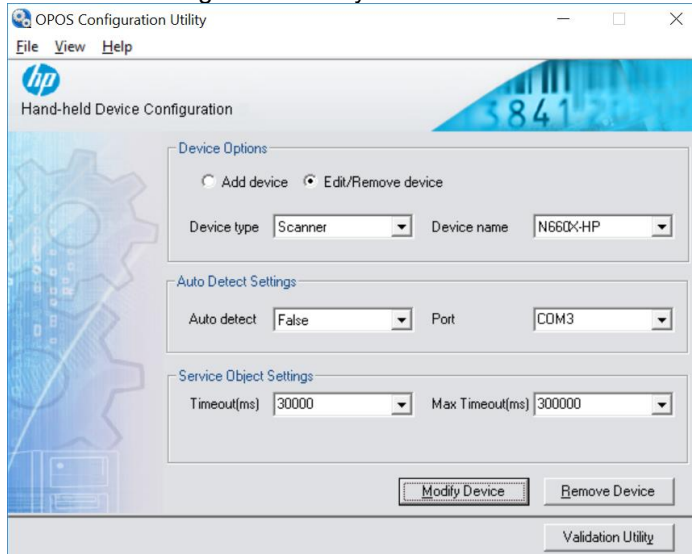 OPOS Configuration Utility
File View Help
hp
Hand-held Device Configuration
3841
Device Options
Add device Edit/Remove device
Device type Scanner Device name N660X-HP
Auto Detect Settings
Auto detect False Port COM3
Service Object Settings
Timeout(ms) 30000 Max Timeout(ms) 300000
Modify Device Remove Device
Validation Utility